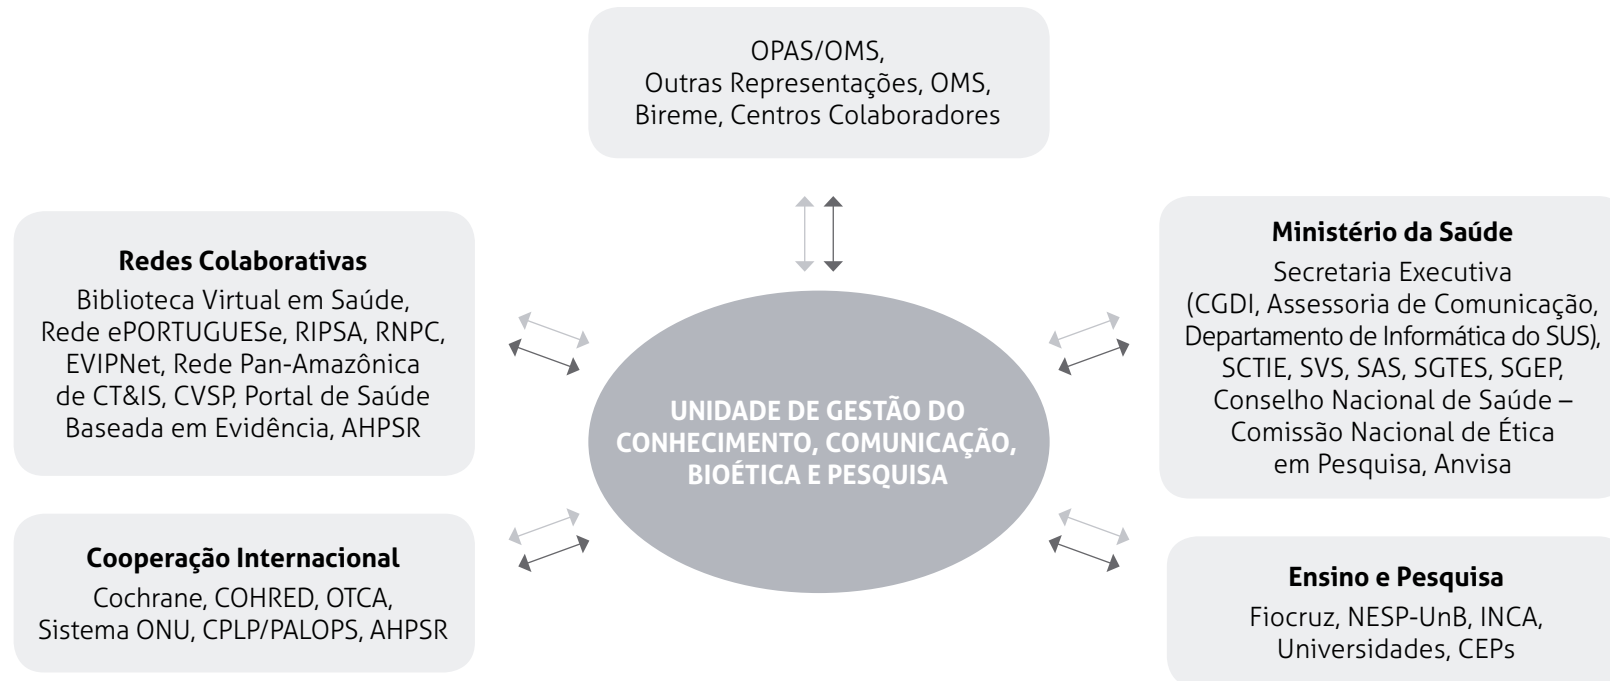 OPAS/OMS,
Outras Representações, OMS,
Bireme, Centros Colaboradores
Redes Colaborativas
Biblioteca Virtual em Saúde,
Rede ePORTUGUESe, RIPSA, RNPC,
EVIPNet, Rede Pan-Amazônica
de CT&IS, CVSP, Portal de Saúde
Baseada em Evidência, AHPSR
Ministério da Saúde
Secretaria Executiva
(CGDI, Assessoria de Comunicação,
Departamento de Informática do SUS),
SCTIE, SVS, SAS, SGTES, SGEP,
Conselho Nacional de Saúde –
Comissão Nacional de Ética
em Pesquisa, Anvisa
UNIDADE DE GESTÃO DO
CONHECIMENTO, COMUNICAÇÃO,
BIOÉTICA E PESQUISA
Cooperação Internacional
Cochrane, COHRED, OTCA,
Sistema ONU, CPLP/PALOPS, AHPSR
Ensino e Pesquisa
Fiocruz, NESP-UnB, INCA,
Universidades, CEPs